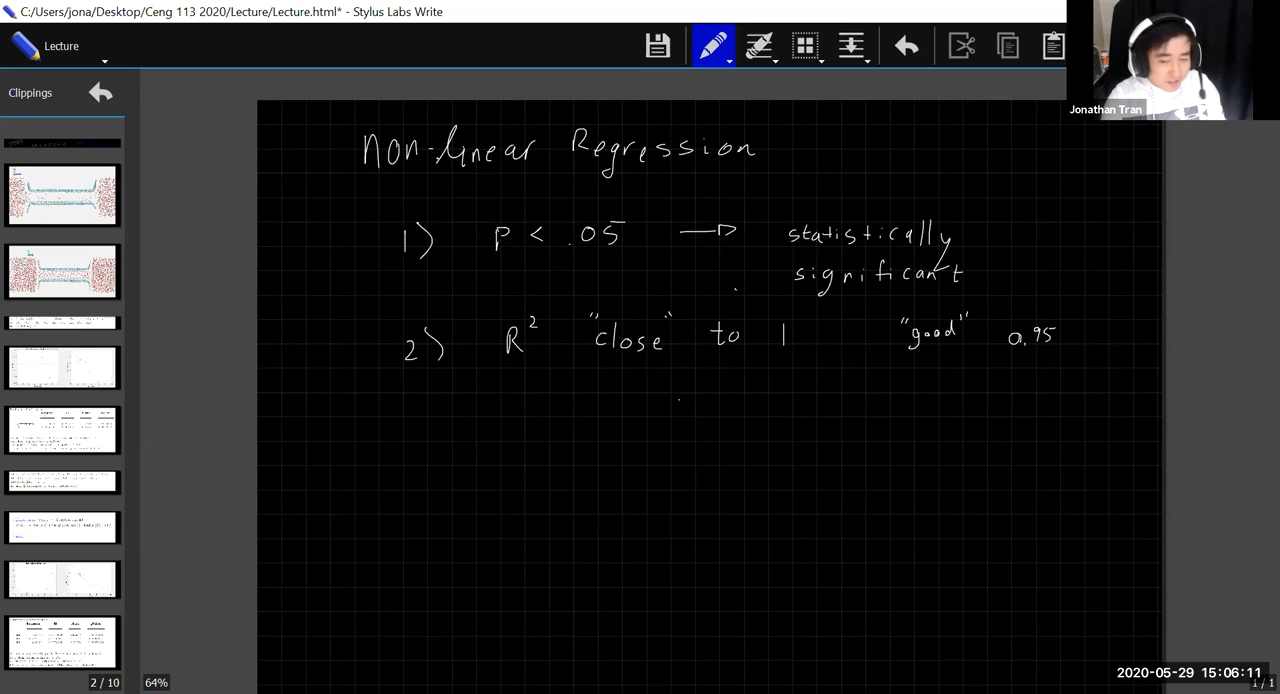 C:/Users/jona/Desktop/Ceng 113 2020/Lecture/Lecture.html* - Stylus Labs Write
Lecture
Clippings
Jonathan Tran
Non-linear Regression
1) P < .05 → statistically
significant
2) R² "close" to 1 "good" 0.95
2020-05-29 15:06:11
2 / 10
64%
1 / 1